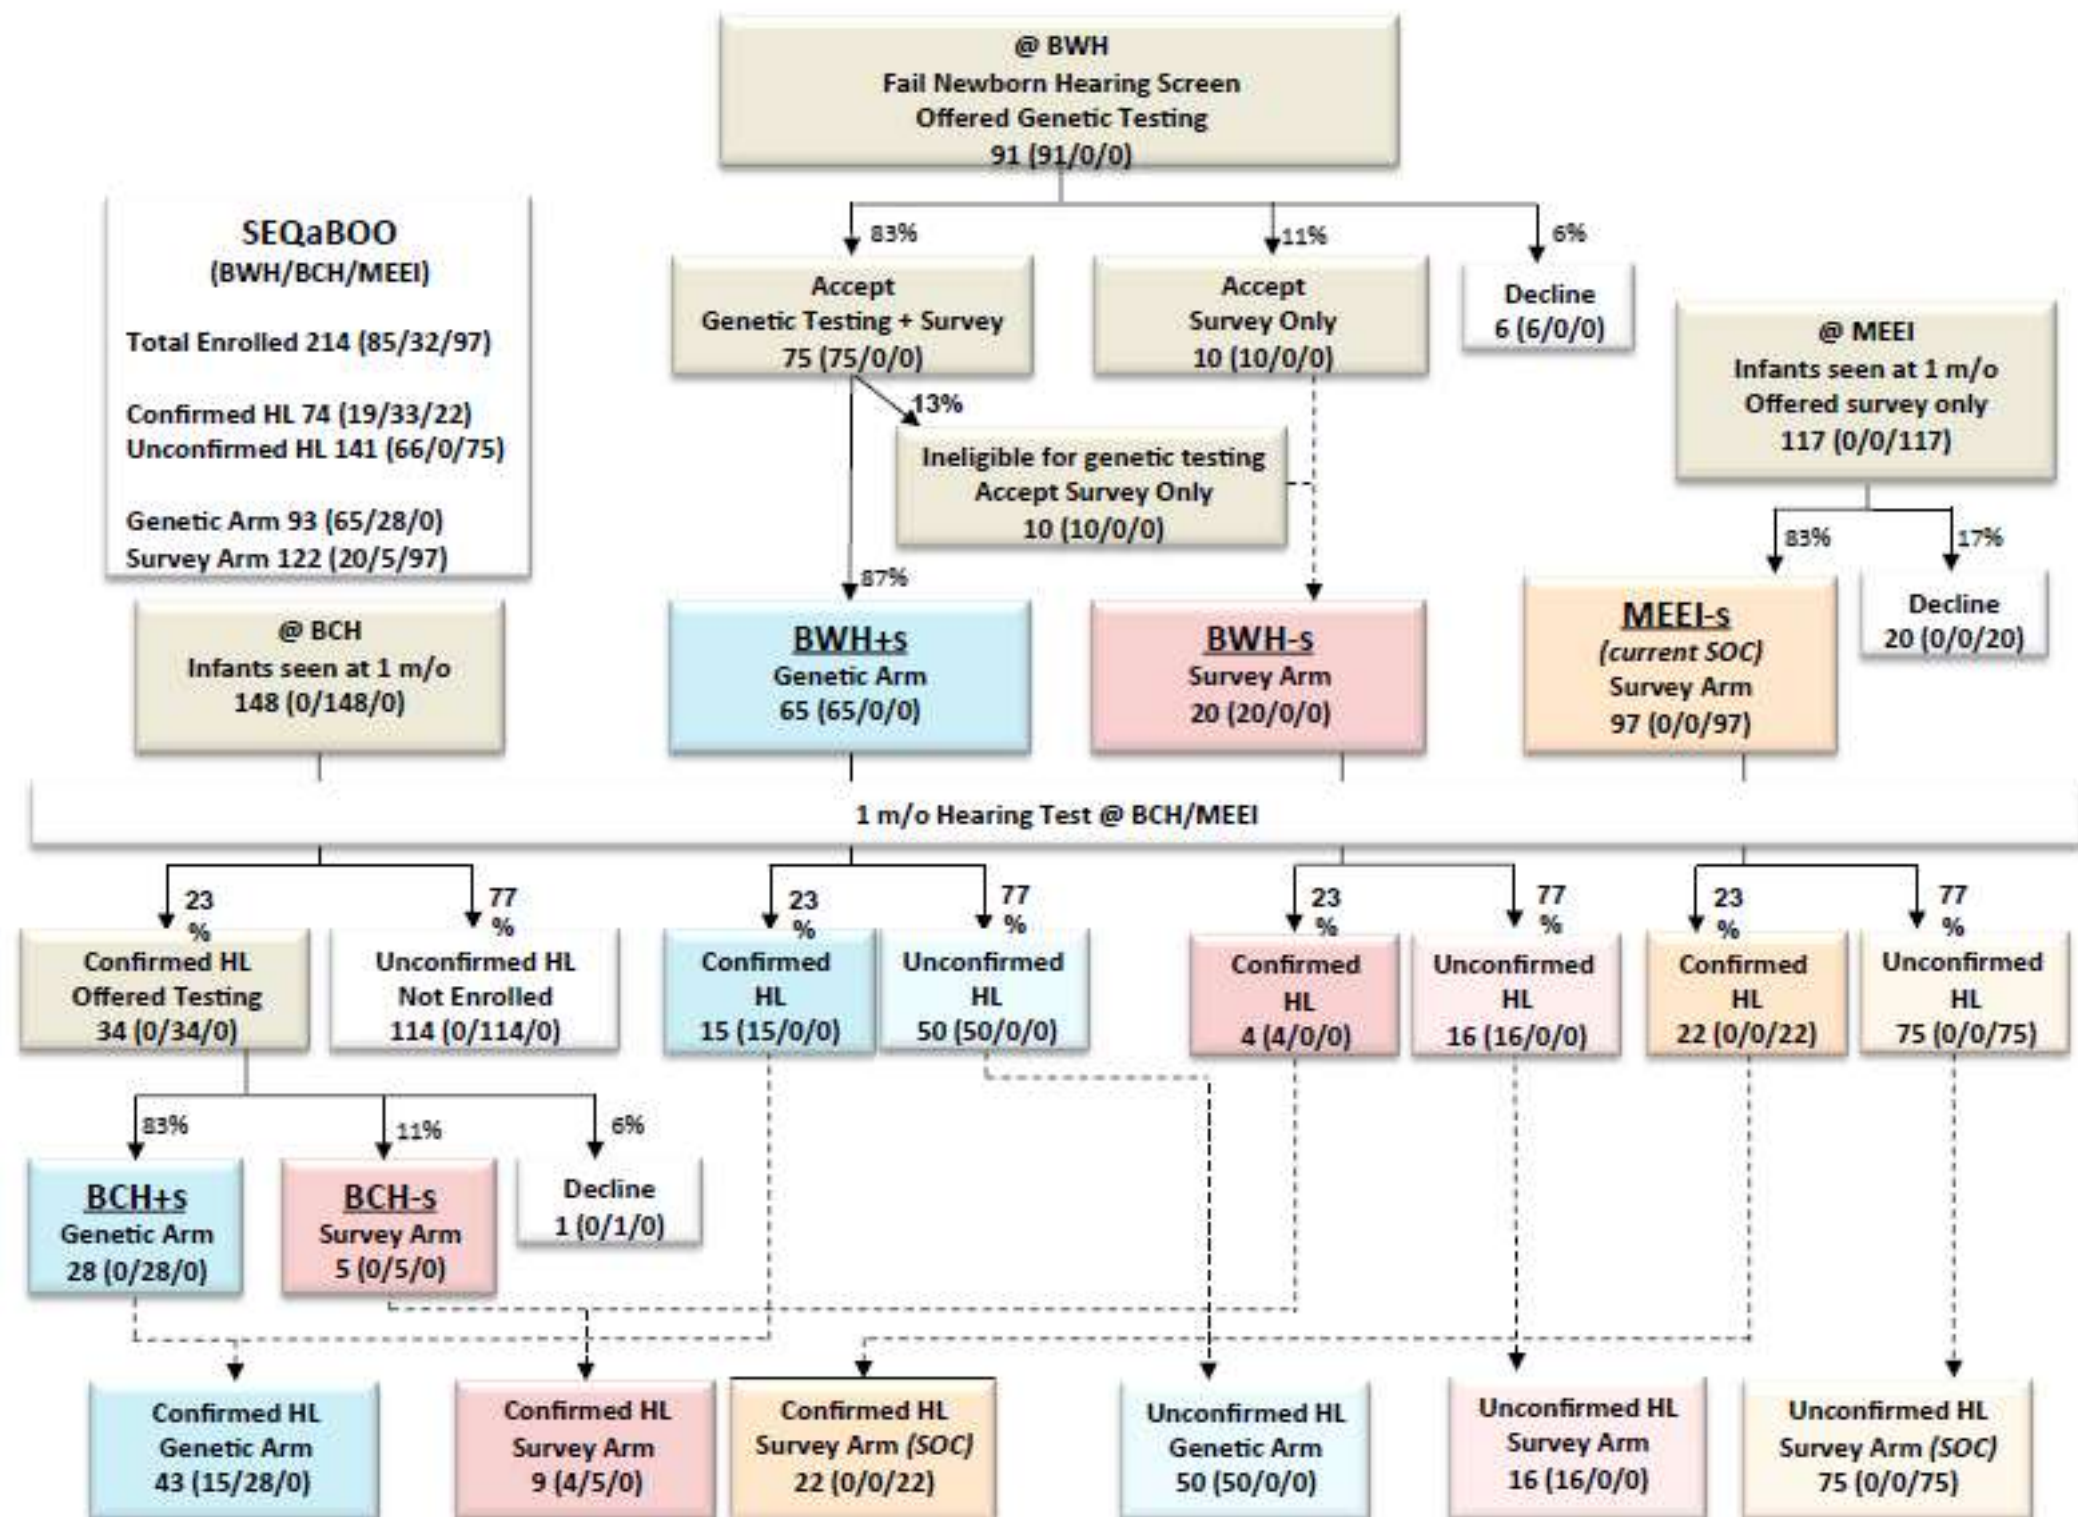 @ BWH
Fail Newborn Hearing Screen
Offered Genetic Testing
91 (91/0/0)
SEQaBOO
(BWH/BCH/MEEI)
Total Enrolled 214 (85/32/97)
Confirmed HL 74 (19/33/22)
Unconfirmed HL 141 (66/0/75)
Genetic Arm 93 (65/28/0)
Survey Arm 122 (20/5/97)
83%
11%
6%
Accept
Genetic Testing + Survey
75 (75/0/0)
Accept
Survey Only
10 (10/0/0)
Decline
6 (6/0/0)
@ MEEI
Infants seen at 1 m/o
Offered survey only
117 (0/0/117)
13%
Ineligible for genetic testing
Accept Survey Only
10 (10/0/0)
87%
83%
17%
@ BCH
Infants seen at 1 m/o
148 (0/148/0)
BWH+s
Genetic Arm
65 (65/0/0)
BWH-s
Survey Arm
20 (20/0/0)
MEEI-s
(current SOC)
Survey Arm
97 (0/0/97)
Decline
20 (0/0/20)
1 m/o Hearing Test @ BCH/MEEI
23
%
77
%
23
%
77
%
23
%
77
%
23
%
77
%
Confirmed HL
Offered Testing
34 (0/34/0)
Unconfirmed HL
Not Enrolled
114 (0/114/0)
Confirmed
HL
15 (15/0/0)
Unconfirmed
HL
50 (50/0/0)
Confirmed
HL
4 (4/0/0)
Unconfirmed
HL
16 (16/0/0)
Confirmed
HL
22 (0/0/22)
Unconfirmed
HL
75 (0/0/75)
83%
11%
6%
BCH+s
Genetic Arm
28 (0/28/0)
BCH-s
Survey Arm
5 (0/5/0)
Decline
1 (0/1/0)
Confirmed HL
Genetic Arm
43 (15/28/0)
Confirmed HL
Survey Arm
9 (4/5/0)
Confirmed HL
Survey Arm (SOC)
22 (0/0/22)
Unconfirmed HL
Genetic Arm
50 (50/0/0)
Unconfirmed HL
Survey Arm
16 (16/0/0)
Unconfirmed HL
Survey Arm (SOC)
75 (0/0/75)